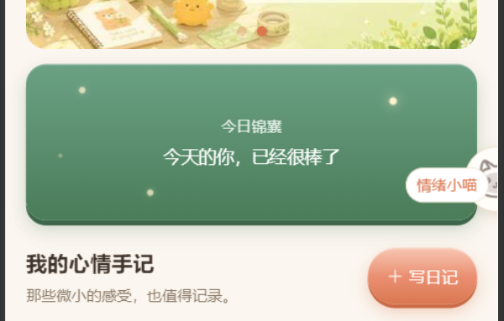 今日锦囊
今天的你，已经很棒了
情绪小喵
我的心情手记
那些微小的感受，也值得记录。
＋ 写日记